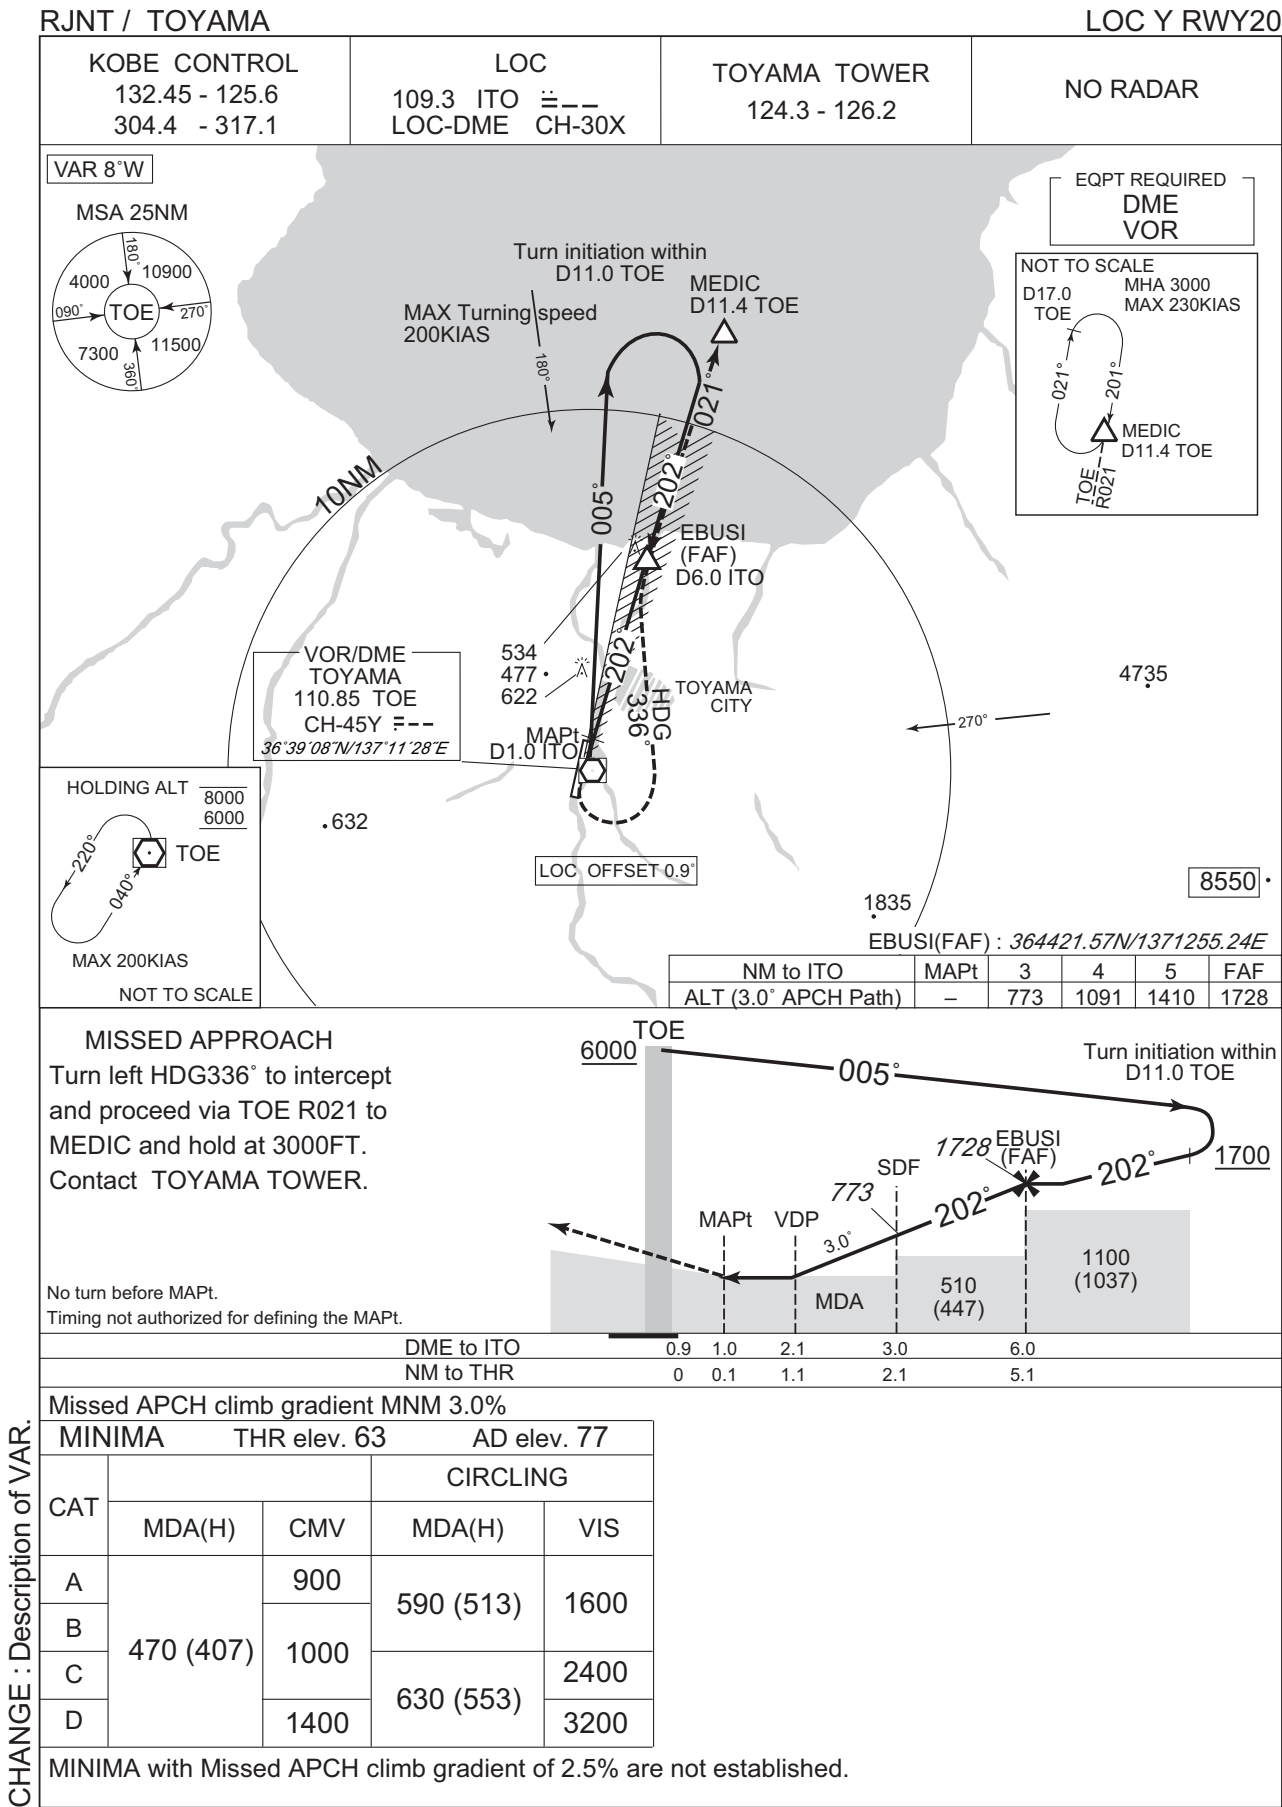 RJNT / TOYAMA
LOC Y RWY20
KOBE CONTROL
132.45 - 125.6
304.4 - 317.1
LOC
109.3 ITO
LOC-DME CH-30X
TOYAMA TOWER
124.3 - 126.2
NO RADAR
VAR 8°W
MSA 25NM
180°
4000
10900
090°
TOE
270°
7300
11500
360°
Turn initiation within
D11.0 TOE
MAX Turning speed
200KIAS
180°
MEDIC
D11.4 TOE
EQPT REQUIRED
DME
VOR
NOT TO SCALE
MHA 3000
MAX 230KIAS
D17.0
TOE
021°
201°
MEDIC
D11.4 TOE
TOE
R021
10NM
005°
021°
202°
EBUSI
(FAF)
D6.0 ITO
202°
534
477
622
HDG
336°
TOYAMA
CITY
VOR/DME
TOYAMA
110.85 TOE
CH-45Y
36°39'08"N/137°11'28"E
MAPt
D1.0 ITO
4735
270°
HOLDING ALT
8000
6000
220°
040°
TOE
MAX 200KIAS
NOT TO SCALE
632
LOC OFFSET 0.9°
8550
1835
EBUSI(FAF) : 364421.57N/1371255.24E
NM to ITO MAPt 3 4 5 FAF
ALT (3.0° APCH Path) – 773 1091 1410 1728
MISSED APPROACH
Turn left HDG336° to intercept
and proceed via TOE R021 to
MEDIC and hold at 3000FT.
Contact TOYAMA TOWER.
No turn before MAPt.
Timing not authorized for defining the MAPt.
TOE
6000
005°
Turn initiation within
D11.0 TOE
1728
EBUSI
(FAF)
202°
1700
SDF
773
202°
MAPt
VDP
3.0°
MDA
510
(447)
1100
(1037)
DME to ITO 0.9 1.0 2.1 3.0 6.0
NM to THR 0 0.1 1.1 2.1 5.1
Missed APCH climb gradient MNM 3.0%
MINIMA THR elev. 63 AD elev. 77
CAT
CIRCLING
MDA(H) CMV MDA(H) VIS
A
B
C
D
470 (407)
900
1000
1400
590 (513)
630 (553)
1600
2400
3200
MINIMA with Missed APCH climb gradient of 2.5% are not established.
CHANGE : Description of VAR.